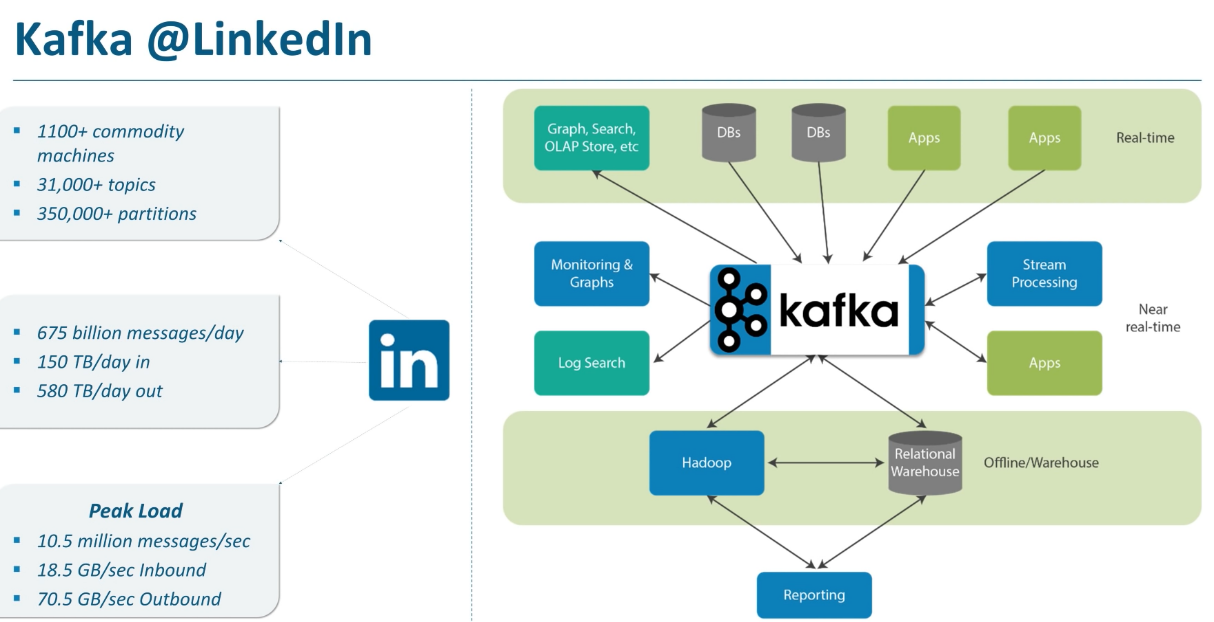 Kafka @LinkedIn
1100+ commodity
machines
31,000+ topics
350,000+ partitions
675 billion messages/day
150 TB/day in
580 TB/day out
Peak Load
10.5 million messages/sec
18.5 GB/sec Inbound
70.5 GB/sec Outbound
in
Graph, Search,
OLAP Store, etc
DBs
DBs
Apps
Apps
Real-time
Monitoring &
Graphs
Log Search
kafka
Stream
Processing
Apps
Near
real-time
Hadoop
Relational
Warehouse
Offline/Warehouse
Reporting